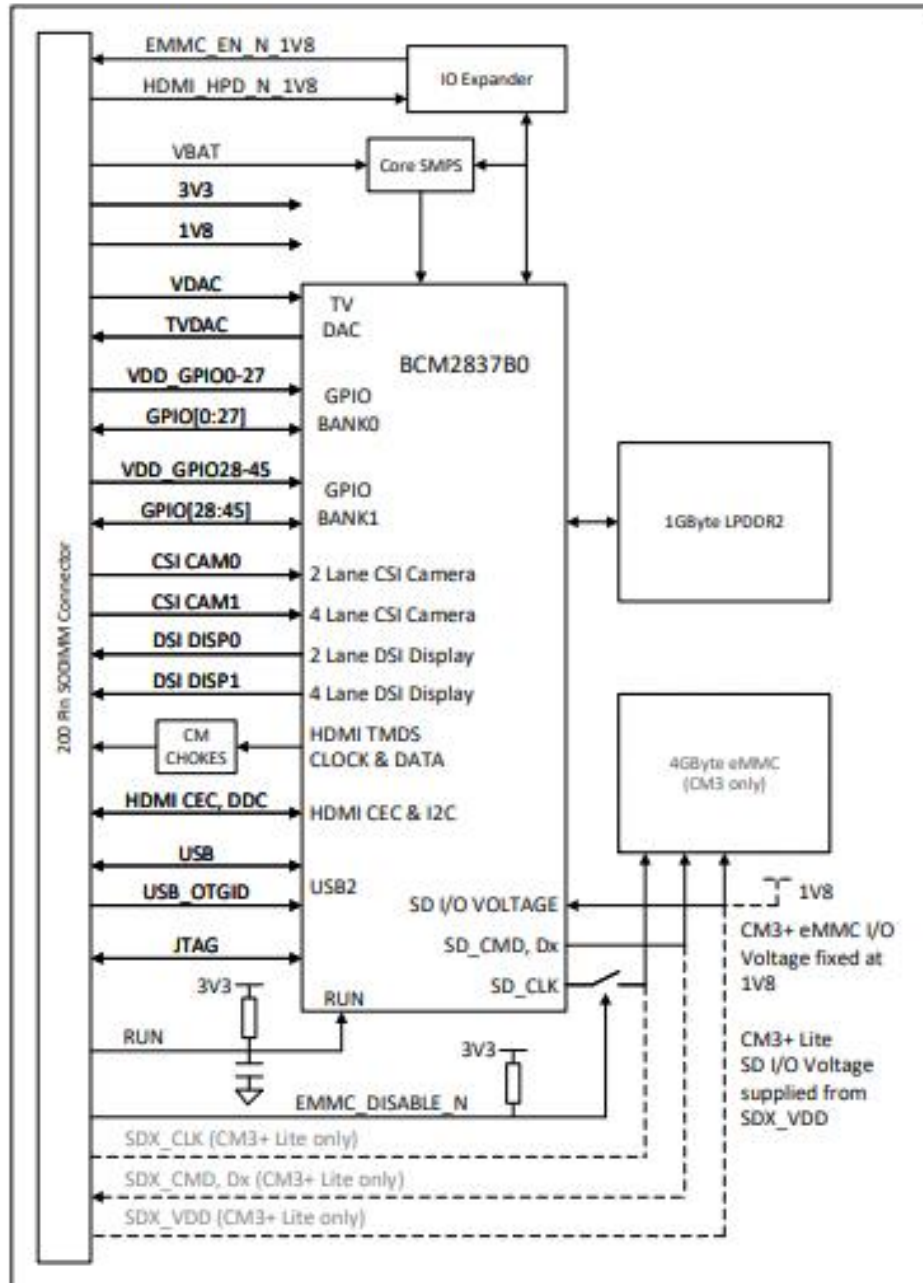 EMMC_EN_N_1V8
IO Expander
HDMI_HPD_N_1V8
VBAT
Core SMPS
3V3
1V8
VDAC
TV
DAC
TVDAC
BCM2837B0
VDD_GPIO0-27
GPIO
BANK0
GPIO[0:27]
VDD_GPIO28-45
GPIO
BANK1
GPIO[28:45]
1GByte LPDDR2
200 Pin SODIMM Connector
CSI CAM0
2 Lane CSI Camera
CSI CAM1
4 Lane CSI Camera
DSI DISP0
2 Lane DSI Display
DSI DISP1
4 Lane DSI Display
CM
CHOKES
HDMI TMDS
CLOCK & DATA
4GByte eMMC
(CM3 only)
HDMI CEC, DDC
HDMI CEC & I2C
USB
USB2
USB_OTGID
SD I/O VOLTAGE
1V8
SD_CMD, Dx
CM3+ eMMC I/O
Voltage fixed at
1V8
JTAG
SD_CLK
3V3
RUN
RUN
3V3
CM3+ Lite
SD I/O Voltage
supplied from
SDX_VDD
EMMC_DISABLE_N
SDX_CLK (CM3+ Lite only)
SDX_CMD, Dx (CM3+ Lite only)
SDX_VDD (CM3+ Lite only)